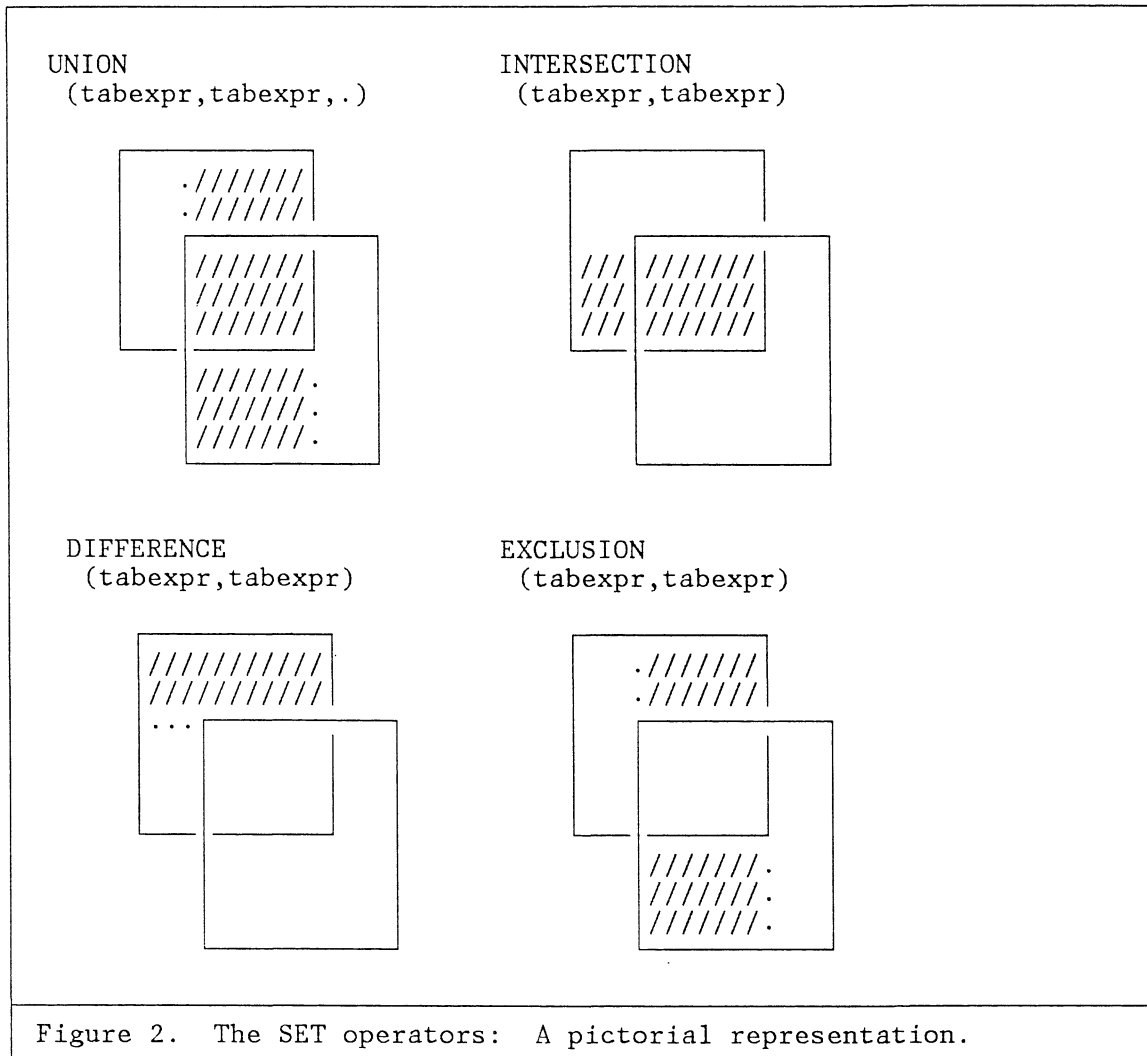 UNION
(tabexpr,tabexpr,.)
INTERSECTION
(tabexpr,tabexpr)
./////// 
./////// 
///////
///////
///////
///////.
///////.
///////.
/// ///////
/// ///////
/// ///////
DIFFERENCE
(tabexpr,tabexpr)
EXCLUSION
(tabexpr,tabexpr)
///////////
///////////
...
.///////
.///////
///////.
///////.
///////.
Figure 2. The SET operators: A pictorial representation.